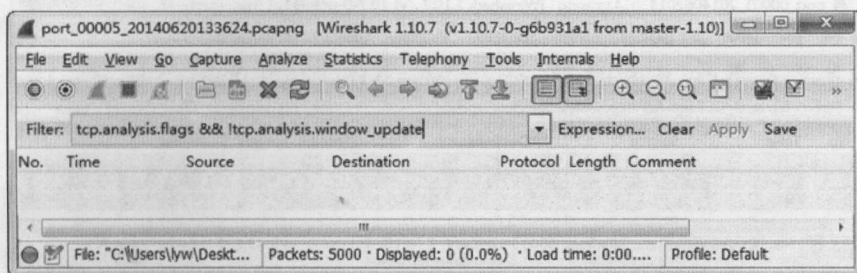 port_00005_20140620133624.pcapng [Wireshark 1.10.7 (v1.10.7-0-g6b931a1 from master-1.10)]
File Edit View Go Capture Analyze Statistics Telephony Tools Internals Help
Filter: tcp.analysis.flags && !tcp.analysis.window_update Expression... Clear Apply Save
No. Time Source Destination Protocol Length Comment
File: "C:\Users\lyw\Deskt... Packets: 5000 · Displayed: 0 (0.0%) · Load time: 0:00.... Profile: Default